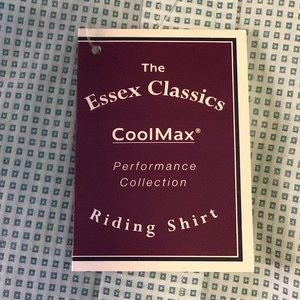 The
Essex Classics
CoolMax®
Performance
Collection
Riding Shirt